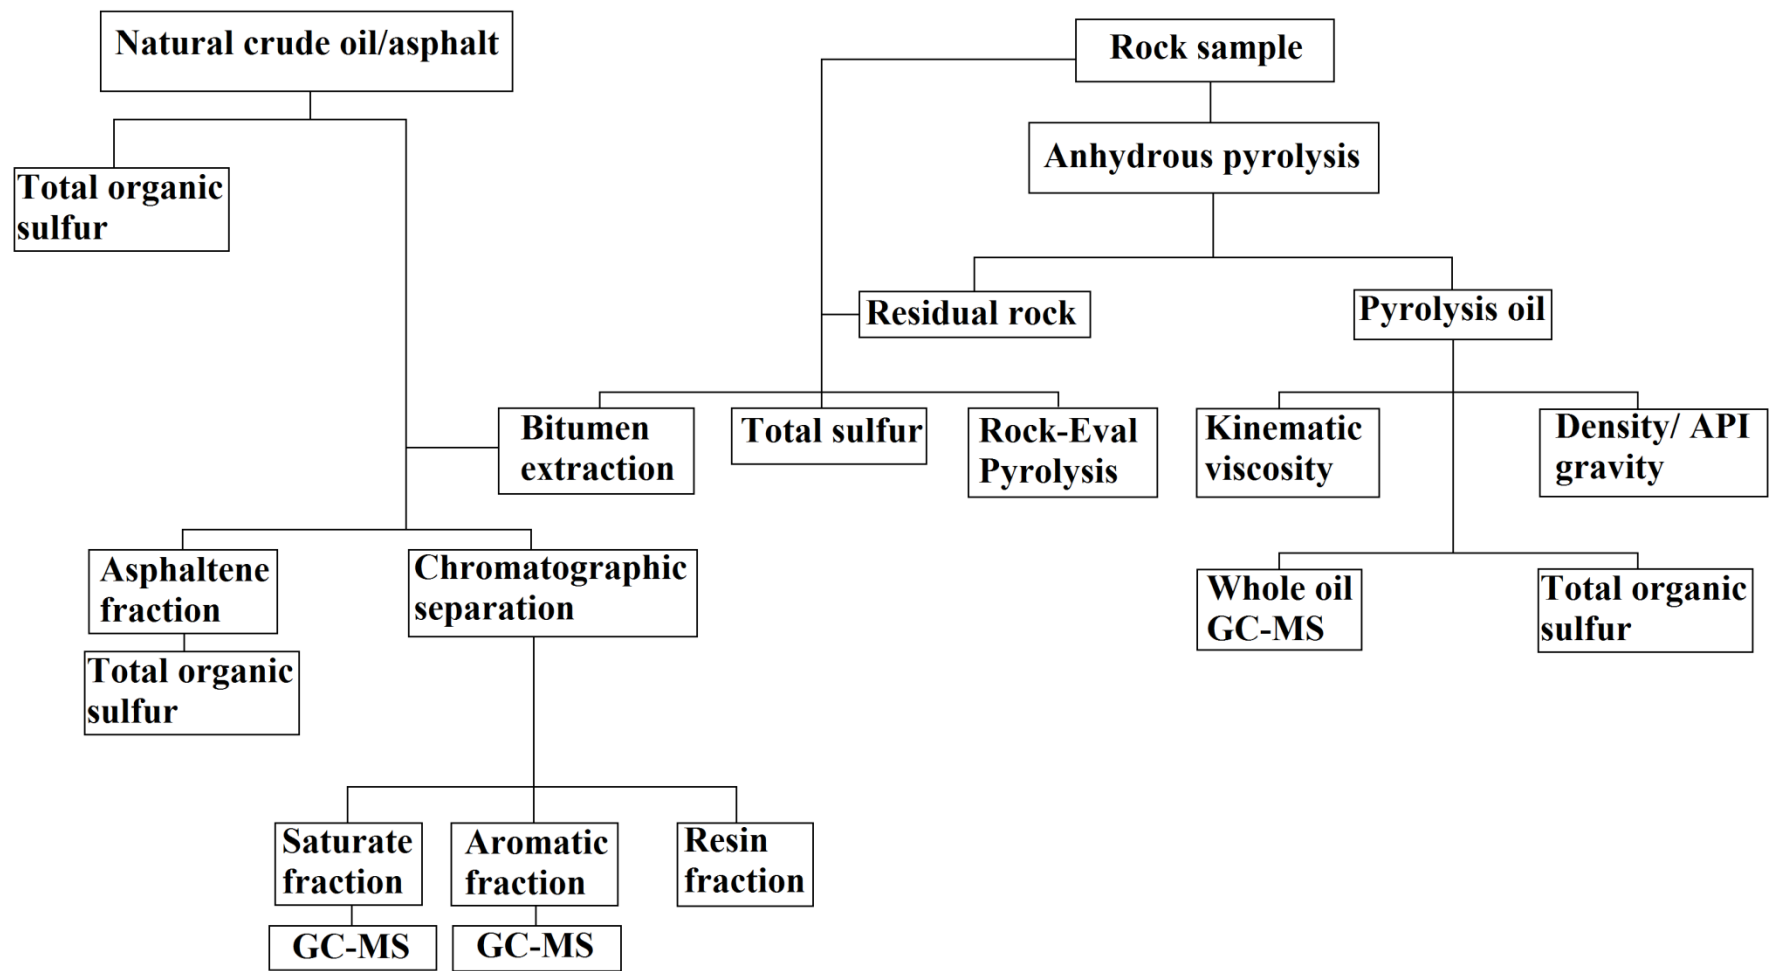 Natural crude oil/asphalt
Rock sample
Anhydrous pyrolysis
Total organic
sulfur
Residual rock
Pyrolysis oil
Bitumen
extraction
Total sulfur
Rock-Eval
Pyrolysis
Kinematic
viscosity
Density/ API
gravity
Asphaltene
fraction
Chromatographic
separation
Whole oil
GC-MS
Total organic
sulfur
Total organic
sulfur
Saturate
fraction
Aromatic
fraction
Resin
fraction
GC-MS
GC-MS